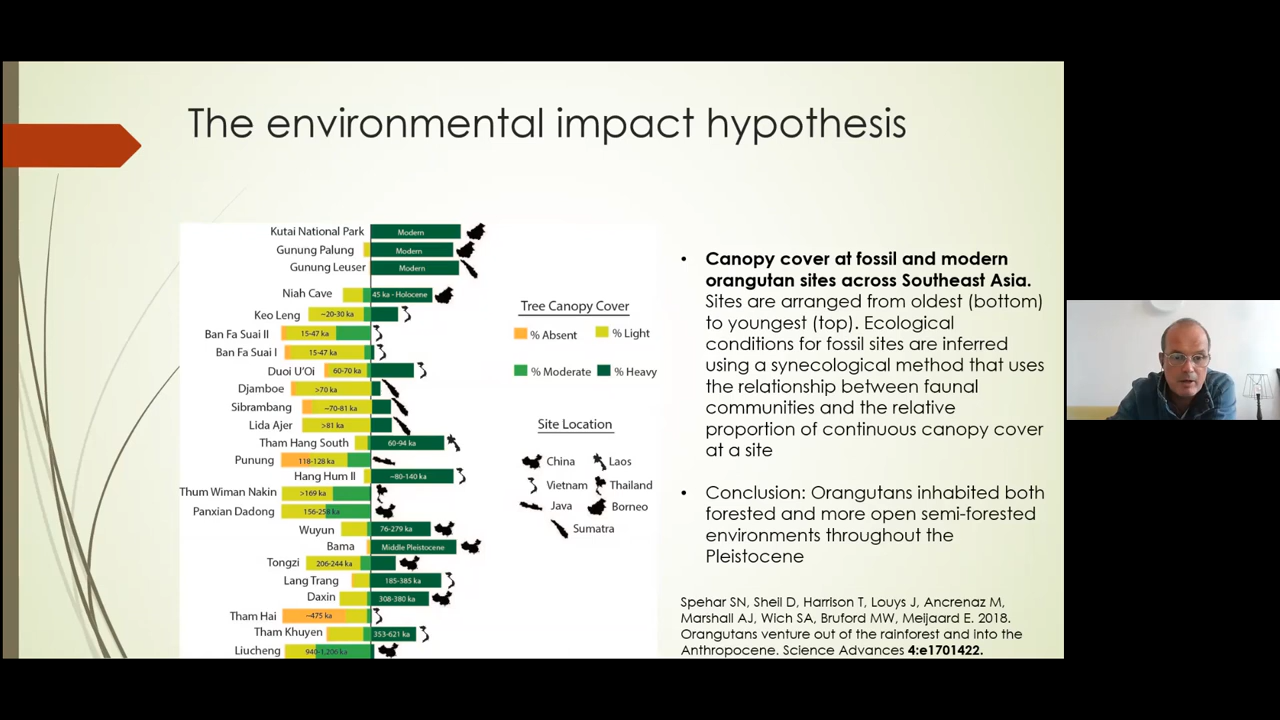 The environmental impact hypothesis
Kutai National Park Modern
Gunung Palung Modern
Gunung Leuser Modern
Niah Cave 45 ka - Holocene
Keo Leng ~20-30 ka
Ban Fa Suai II 15-47 ka
Ban Fa Suai I 15-47 ka
Duoi U'Oi 60-70 ka
Djamboe >70 ka
Sibrambang ~70-81 ka
Lida Ajer >81 ka
Tham Hang South 60-94 ka
Punung 118-128 ka
Hang Hum II ~80-140 ka
Thum Wiman Nakin >169 ka
Panxian Dadong 156-258 ka
Wuyun 76-279 ka
Bama Middle Pleistocene
Tongzi 206-244 ka
Lang Trang 185-385 ka
Daxin 308-380 ka
Tham Hai ~475 ka
Tham Khuyen 353-621 ka
Liucheng 940-1,206 ka
Tree Canopy Cover
% Absent % Light
% Moderate % Heavy
Site Location
China Laos
Vietnam Thailand
Java Borneo
Sumatra
• Canopy cover at fossil and modern
orangutan sites across Southeast Asia.
Sites are arranged from oldest (bottom)
to youngest (top). Ecological
conditions for fossil sites are inferred
using a synecological method that uses
the relationship between faunal
communities and the relative
proportion of continuous canopy cover
at a site
• Conclusion: Orangutans inhabited both
forested and more open semi-forested
environments throughout the
Pleistocene
Spehar SN, Sheil D, Harrison T, Louys J, Ancrenaz M,
Marshall AJ, Wich SA, Bruford MW, Meijaard E. 2018.
Orangutans venture out of the rainforest and into the
Anthropocene. Science Advances 4:e1701422.